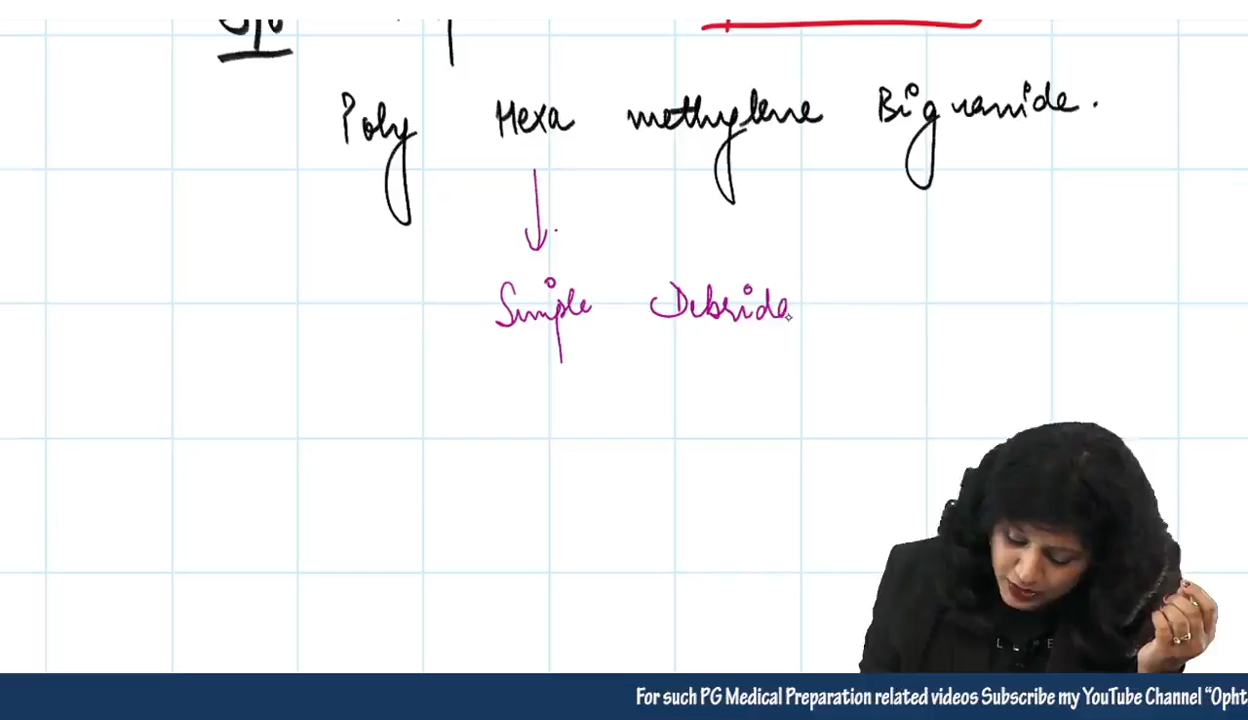 Poly Hexa methylene Biguanide.
Simple Debride
For such PG Medical Preparation related videos Subscribe my YouTube Channel “Opht